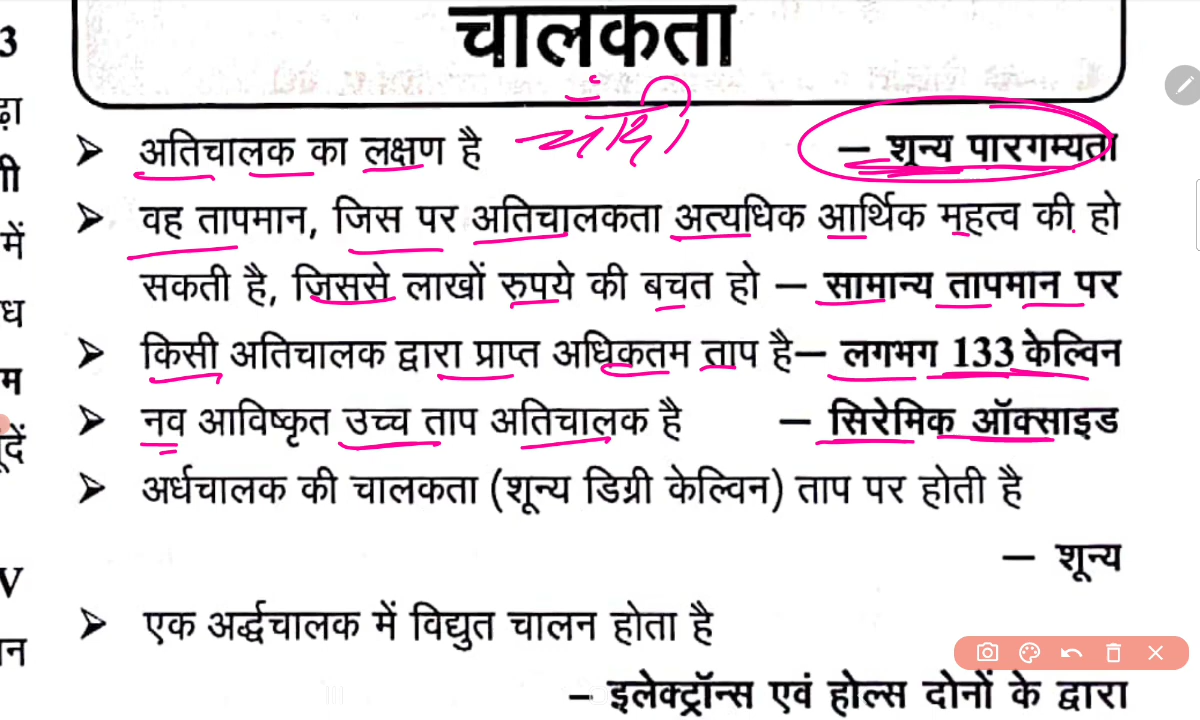 चालकता
3
➤ अतिचालक का लक्षण है – शून्य पारगम्यता
ढ़ा
गी
➤ वह तापमान, जिस पर अतिचालकता अत्यधिक आर्थिक महत्व की हो
में
सकती है, जिससे लाखों रुपये की बचत हो – सामान्य तापमान पर
ध
➤ किसी अतिचालक द्वारा प्राप्त अधिकतम ताप है– लगभग 133 केल्विन
म
➤ नव आविष्कृत उच्च ताप अतिचालक है – सिरेमिक ऑक्साइड
दें
➤ अर्धचालक की चालकता (शून्य डिग्री केल्विन) ताप पर होती है
– शून्य
V
➤ एक अर्द्धचालक में विद्युत चालन होता है
न
– इलेक्ट्रॉन्स एवं होल्स दोनों के द्वारा